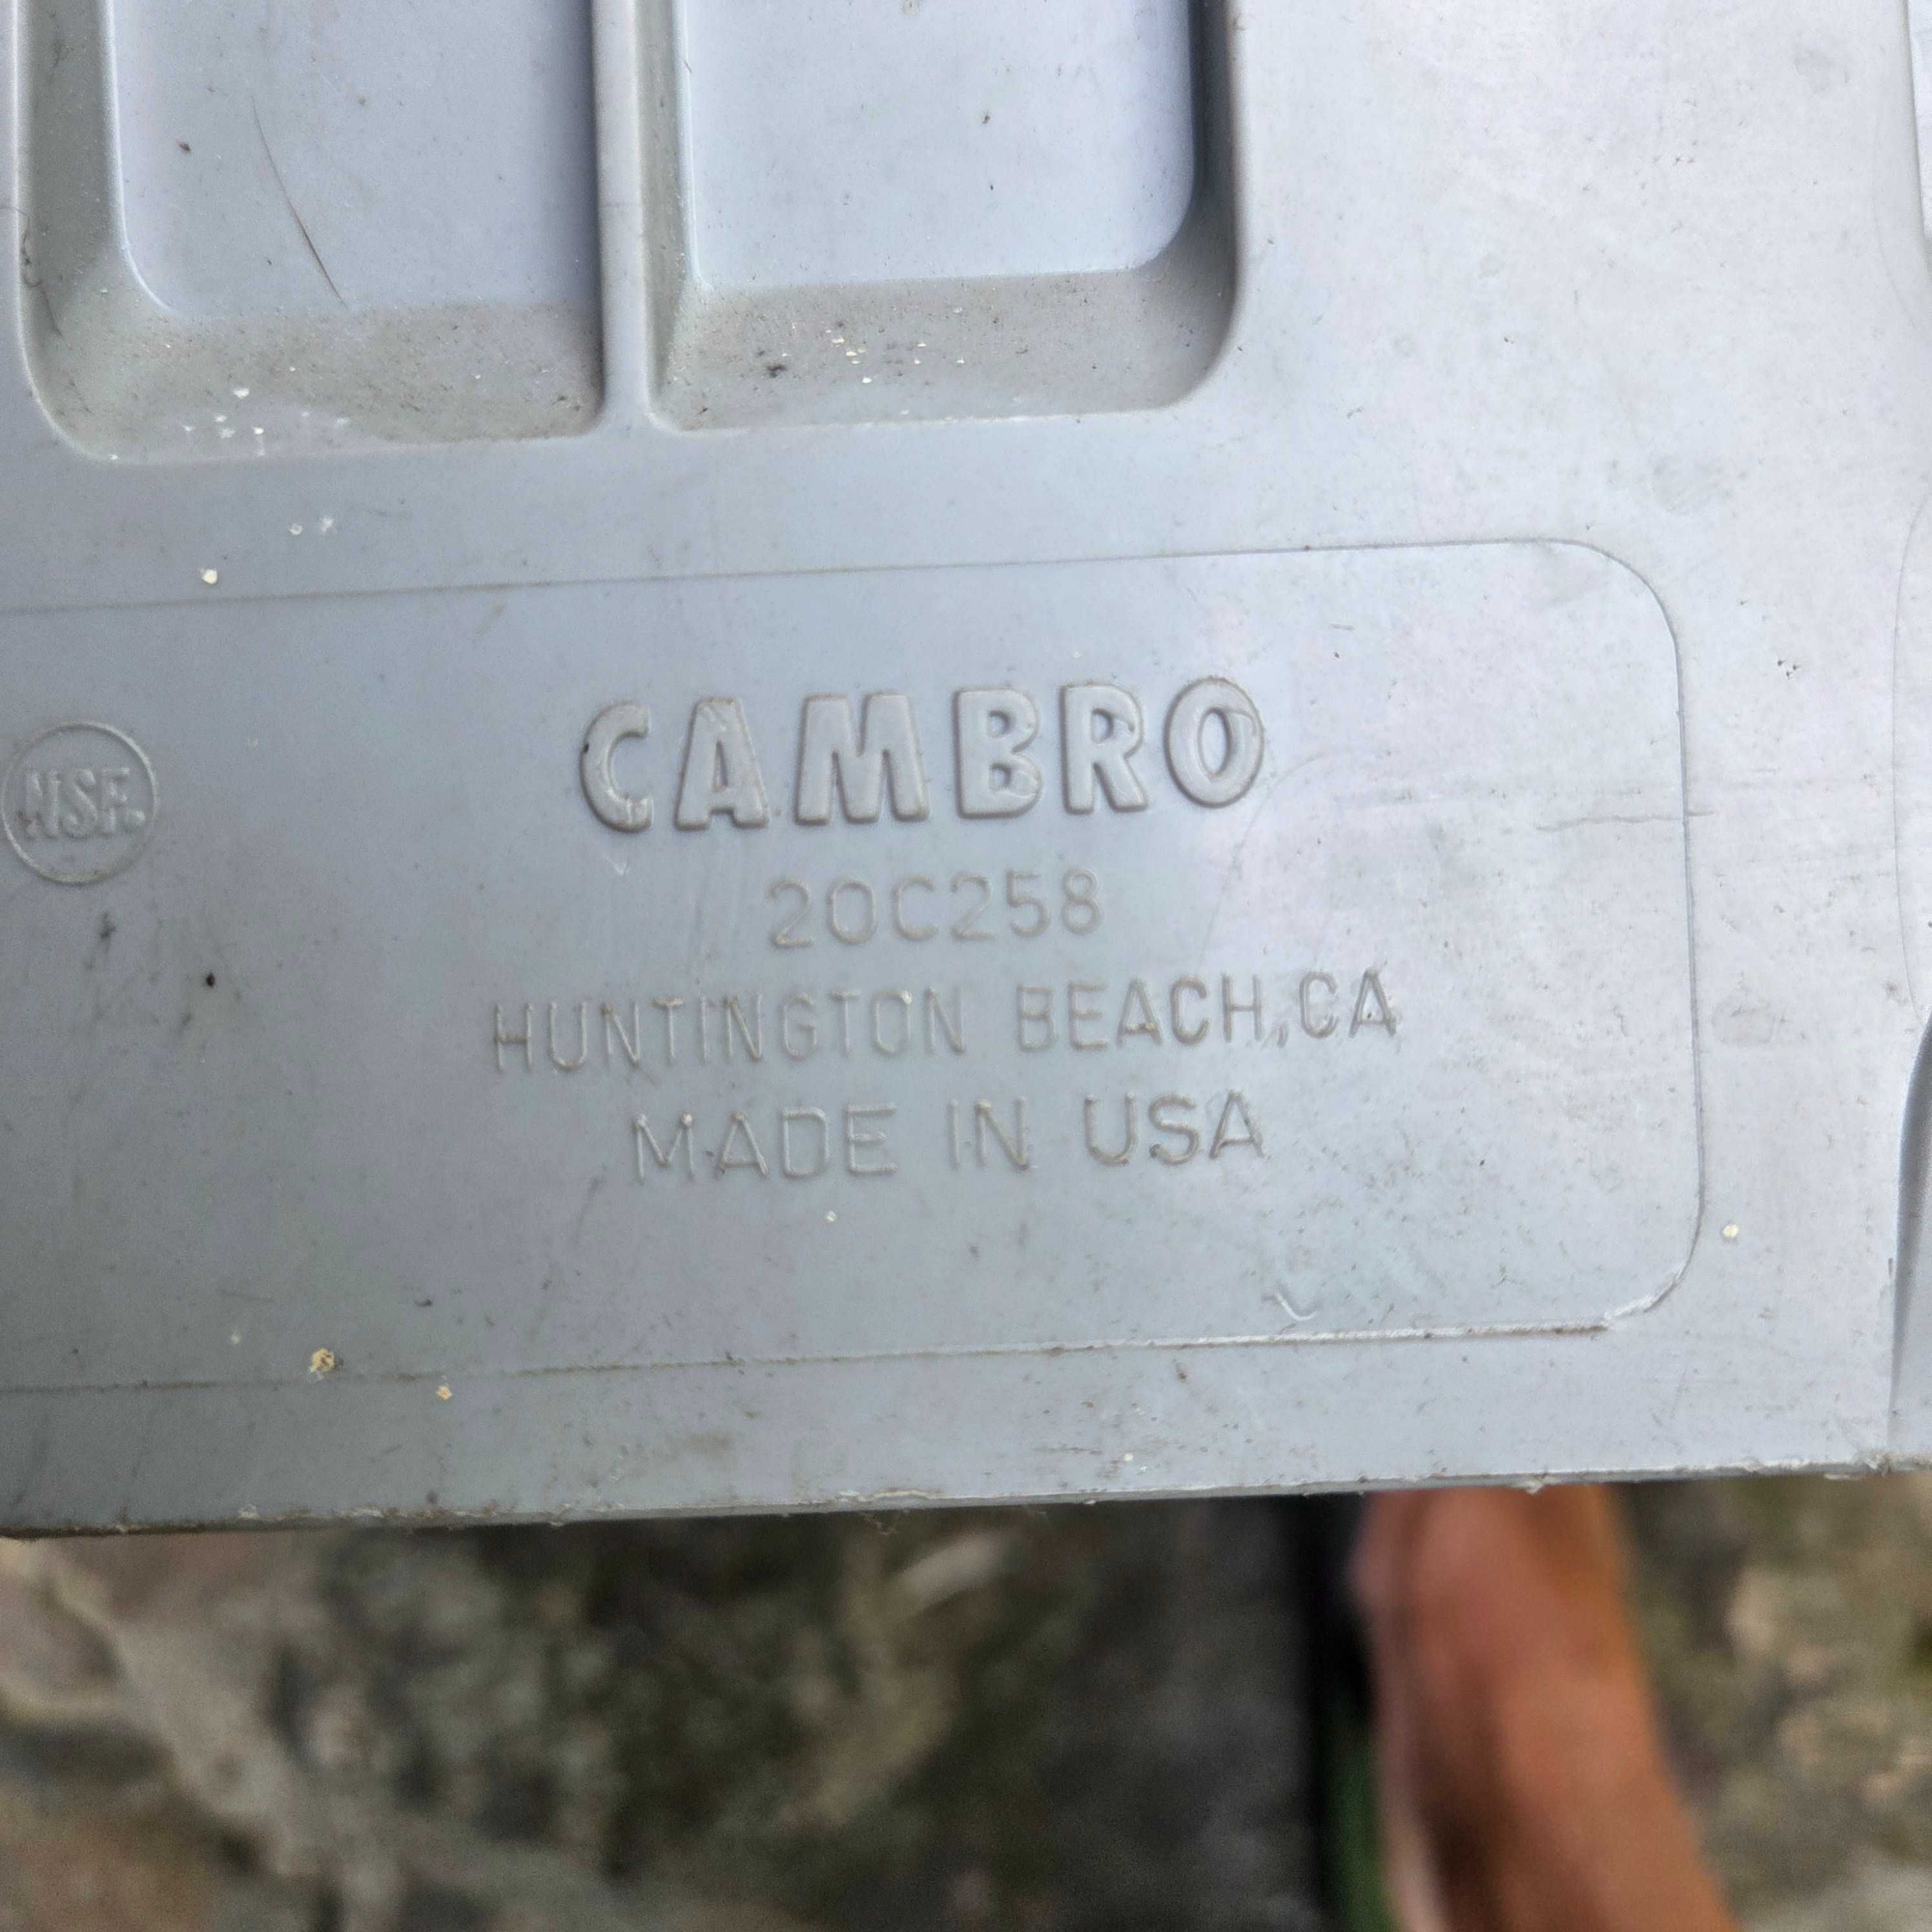 NSF.
CAMBRO
20C258
HUNTINGTON BEACH, CA
MADE IN USA